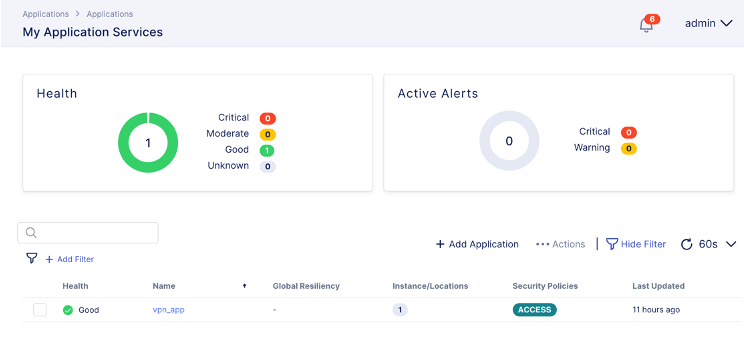 Applications > Applications
My Application Services
6
admin
Health
Critical 0
Moderate 0
Good 1
Unknown 0
1
Active Alerts
0
Critical 0
Warning 0
+ Add Application
Actions
Hide Filter
60s
+ Add Filter
Health Name Global Resiliency Instance/Locations Security Policies Last Updated
Good vpn_app - 1 ACCESS 11 hours ago